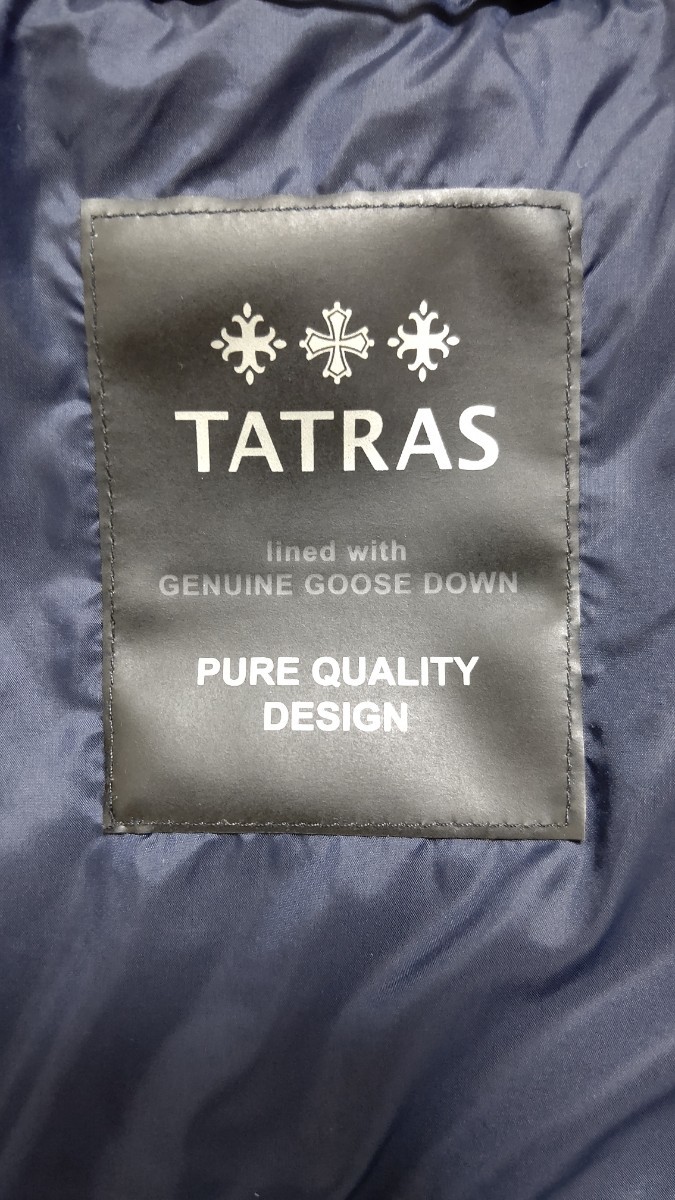 TATRAS
lined with
GENUINE GOOSE DOWN
PURE QUALITY
DESIGN